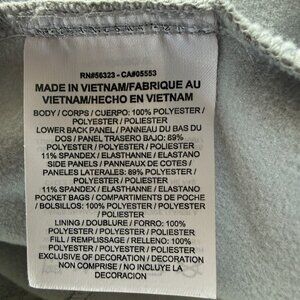 RN#56323 - CA#05553
MADE IN VIETNAM/FABRIQUE AU
VIETNAM/HECHO EN VIETNAM
BODY / CORPS / CUERPO: 100% POLYESTER /
POLYESTER / POLIESTER
LOWER BACK PANEL / PANNEAU DU BAS DU
DOS / PANEL TRASERO BAJO: 89%
POLYESTER / POLYESTER / POLIESTER
11% SPANDEX / ELASTHANNE / ELASTANO
SIDE PANELS / PANNEAUX DE COTES /
PANELES LATERALES: 89% POLYESTER /
POLYESTER / POLIESTER
11% SPANDEX / ELASTHANNE / ELASTANO
POCKET BAGS / COMPARTIMENTS DE POCHE
/ BOLSILLOS: 100% POLYESTER / POLYESTER
/ POLIESTER
LINING / DOUBLURE / FORRO: 100%
POLYESTER / POLYESTER / POLIESTER
FILL / REMPLISSAGE / RELLENO: 100%
POLYESTER / POLYESTER / POLIESTER
EXCLUSIVE OF DECORATION / DECORATION
NON COMPRISE / NO INCLUYE LA
DECORACION